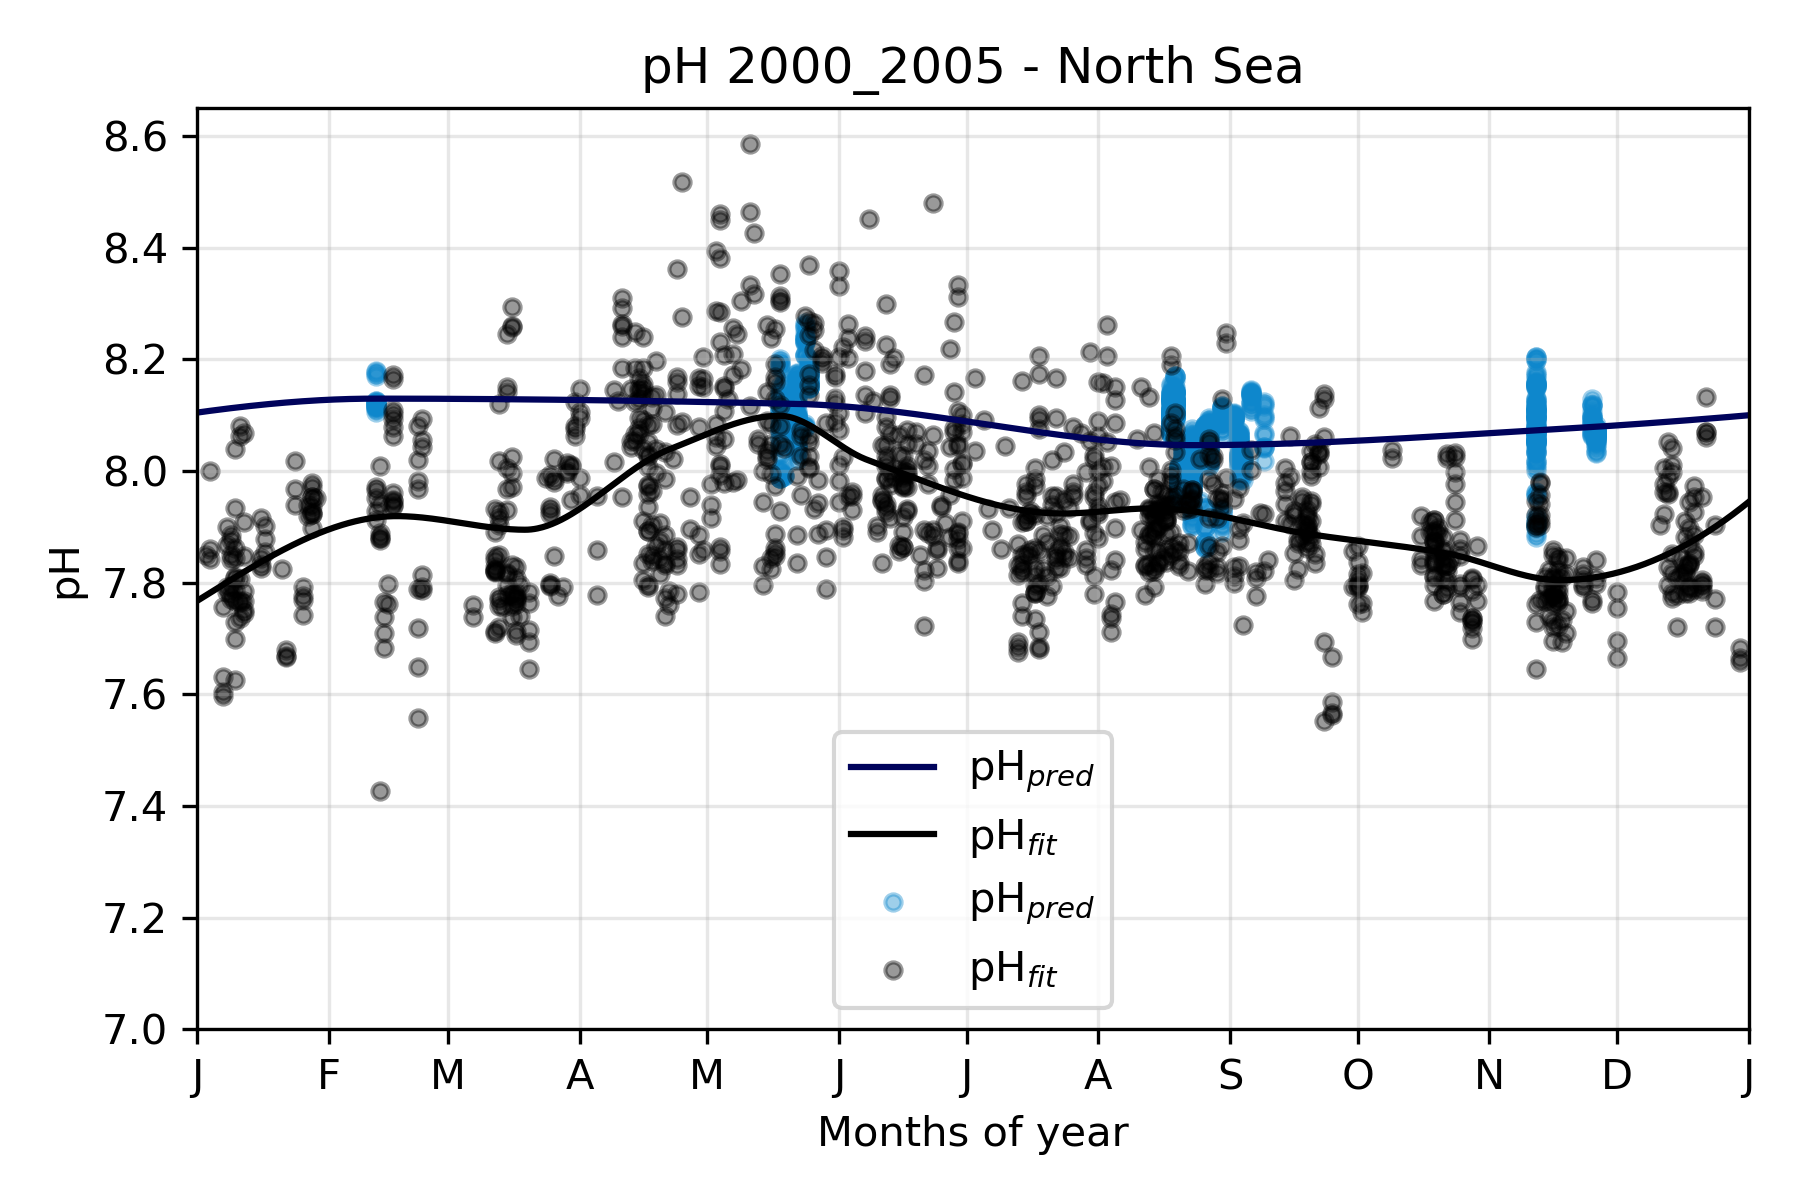 pH 2000_2005 - North Sea
8.6
8.4
8.2
8.0
7.8
7.6
7.4
7.2
7.0
pH
pHpred
pHfit
pHpred
pHfit
J F M A M J J A S O N D J
Months of year